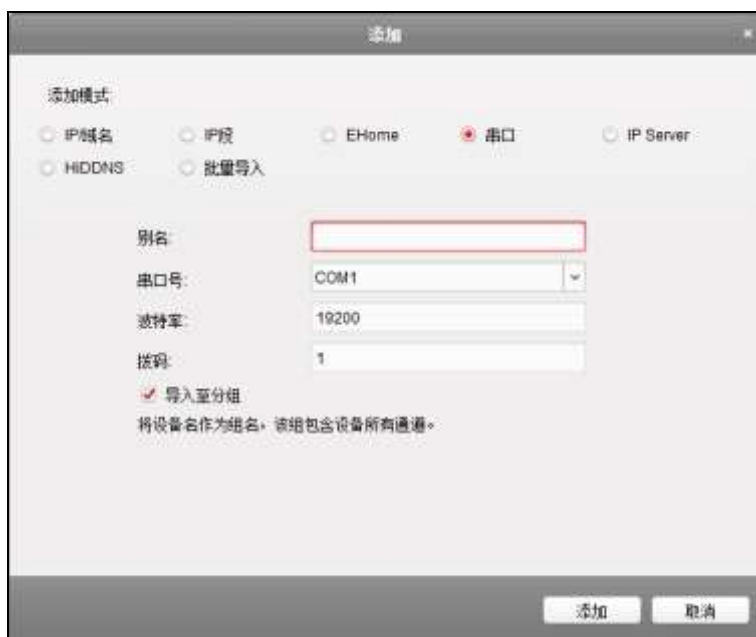 添加
添加模式
IP/域名 IP段 EHome 串口 IP Server
HiDDNS 批量导入
别名:
串口号: COM1
波特率: 19200
拨码: 1
导入至分组
将设备名作为组名，该组包含设备所有通道。
添加 取消